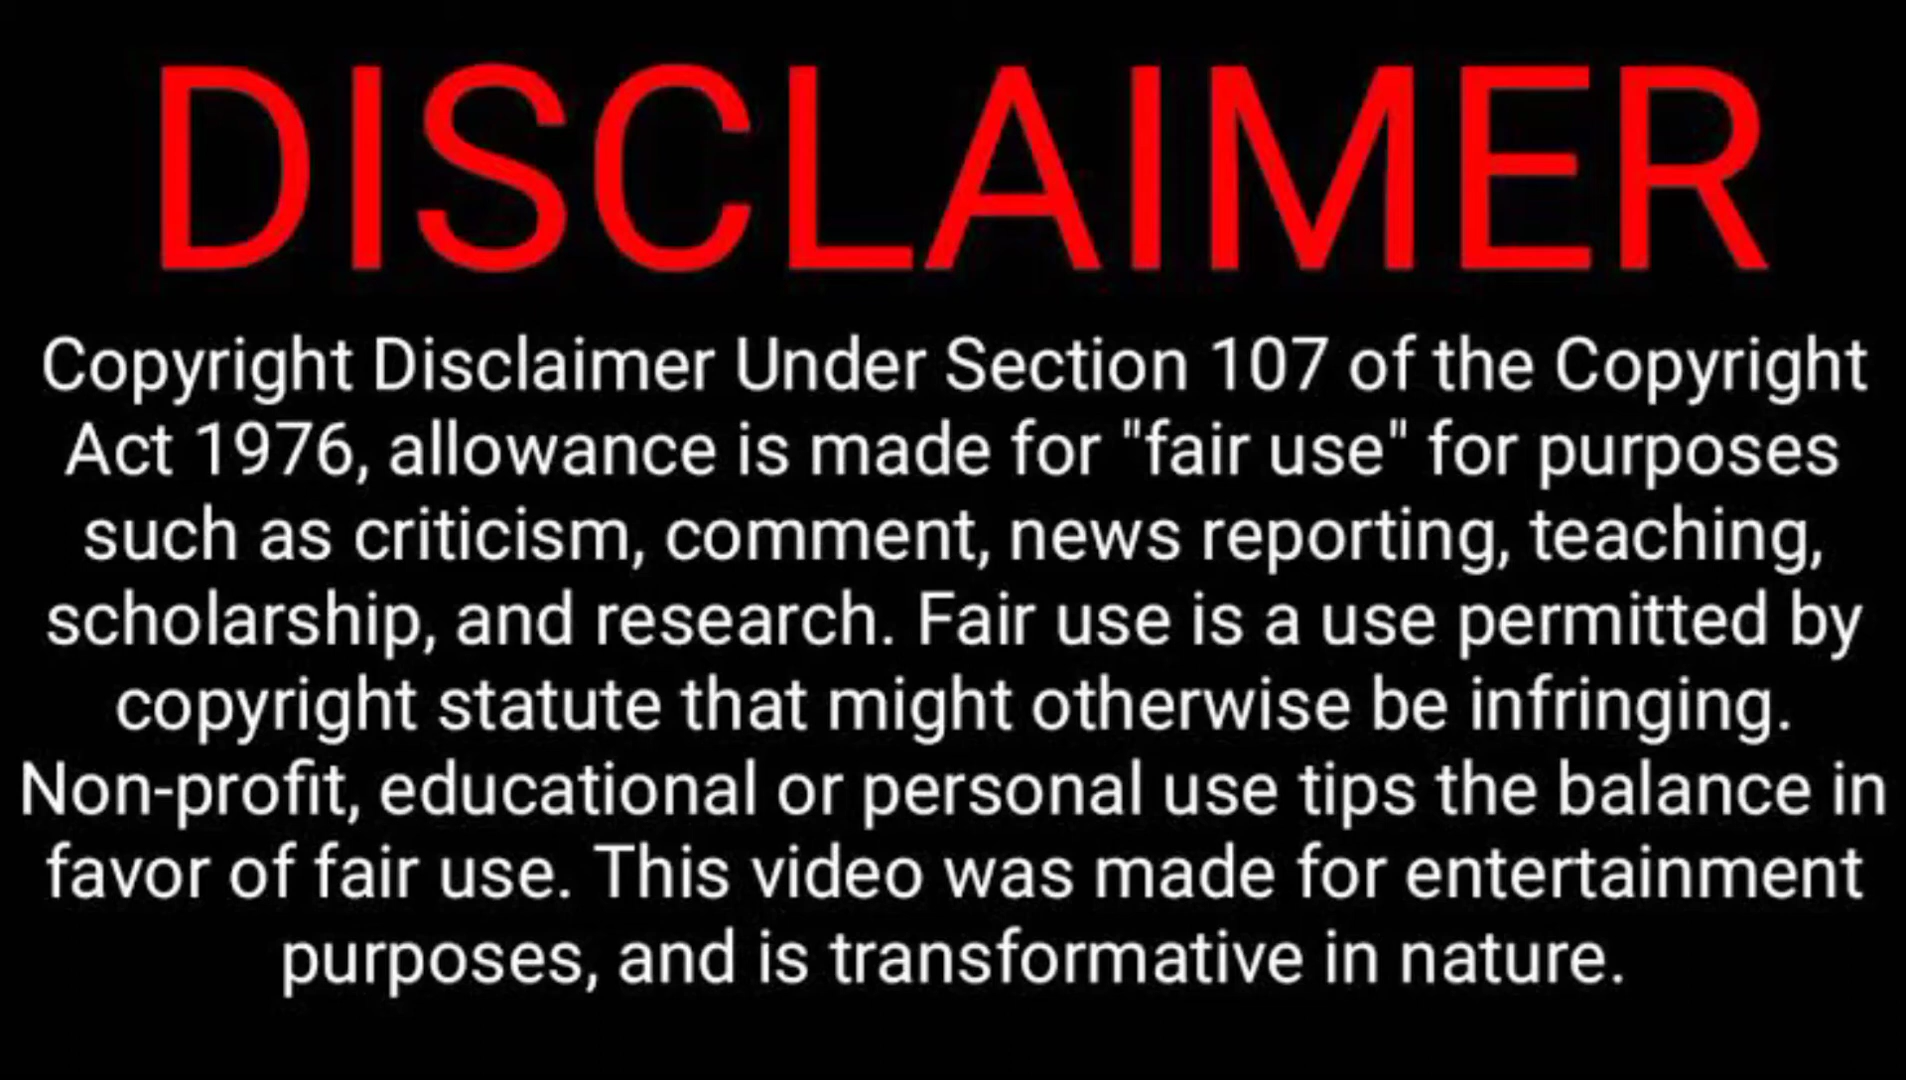 DISCLAIMER
Copyright Disclaimer Under Section 107 of the Copyright
Act 1976, allowance is made for "fair use" for purposes
such as criticism, comment, news reporting, teaching,
scholarship, and research. Fair use is a use permitted by
copyright statute that might otherwise be infringing.
Non-profit, educational or personal use tips the balance in
favor of fair use. This video was made for entertainment
purposes, and is transformative in nature.